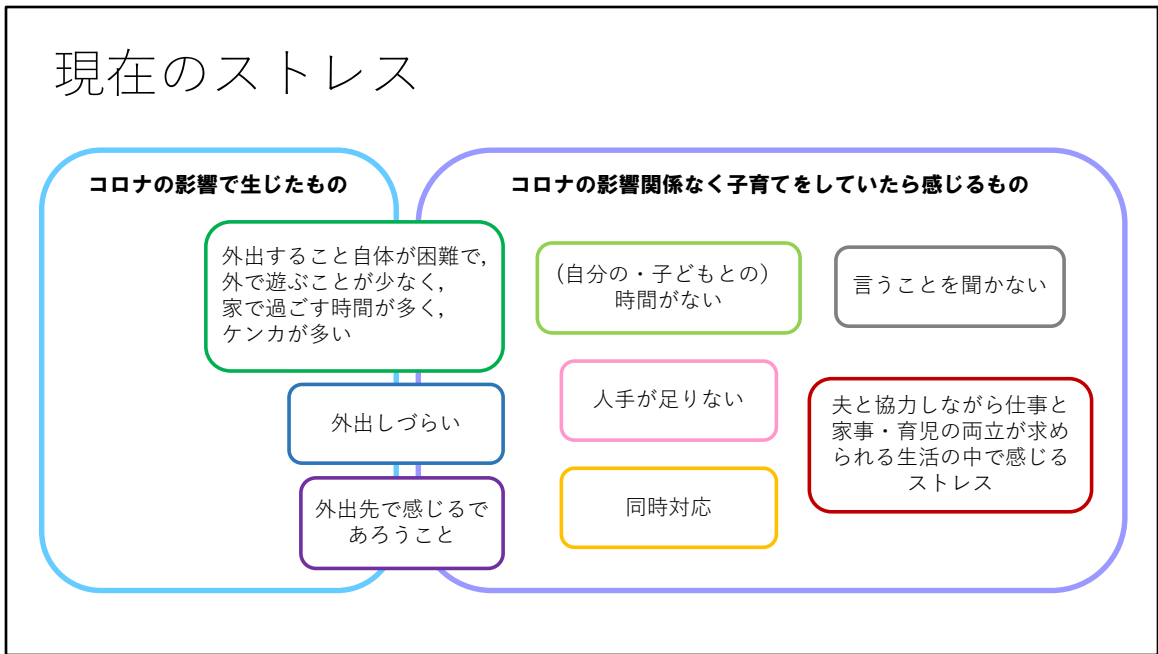 現在のストレス
コロナの影響で生じたもの
外出すること自体が困難で,
外で遊ぶことが少なく,
家で過ごす時間が多く,
ケンカが多い
外出しづらい
外出先で感じるで
あろうこと
コロナの影響関係なく子育てをしていたら感じるもの
(自分の・子どもとの)
時間がない
言うことを聞かない
人手が足りない
夫と協力しながら仕事と
家事・育児の両立が求め
られる生活の中で感じる
ストレス
同時対応